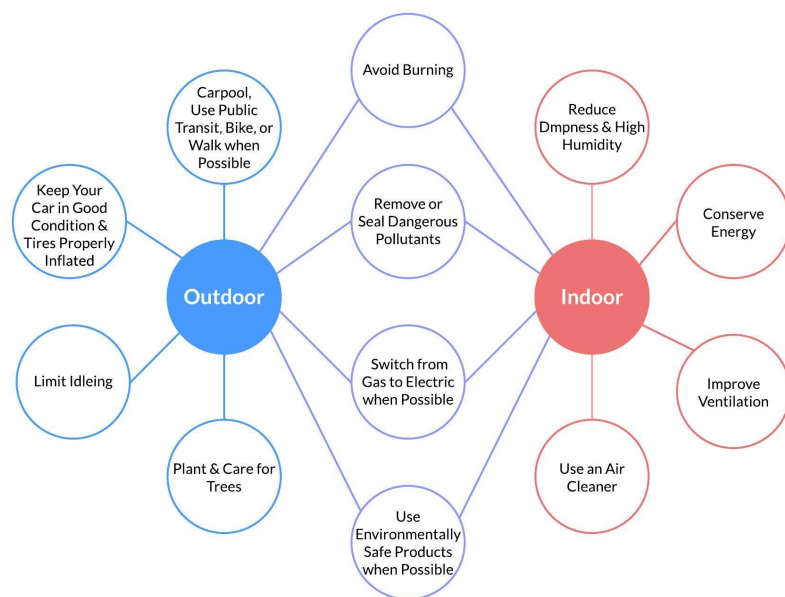 Avoid Burning
Carpool,
Use Public
Transit, Bike, or
Walk when
Possible
Reduce
Dmpness & High
Humidity
Keep Your
Car in Good
Condition &
Tires Properly
Inflated
Remove or
Seal Dangerous
Pollutants
Conserve
Energy
Outdoor
Indoor
Limit Idleing
Switch from
Gas to Electric
when Possible
Improve
Ventilation
Plant & Care for
Trees
Use an Air
Cleaner
Use
Environmentally
Safe Products
when Possible